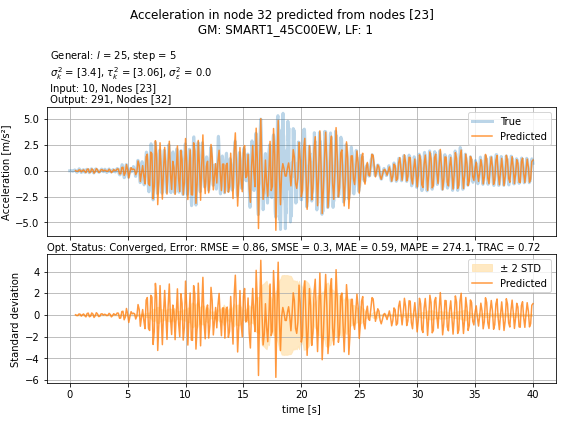 Acceleration in node 32 predicted from nodes [23]
GM: SMART1_45C00EW, LF: 1
General: l = 25, step = 5
σ²ₖ = [3.4], τ²ₖ = [3.06], σ²ₜ = 0.0
Input: 10, Nodes [23]
Output: 291, Nodes [32]
Acceleration [m/s²]
5.0
2.5
0.0
−2.5
−5.0
True
Predicted
Opt. Status: Converged, Error: RMSE = 0.86, SMSE = 0.3, MAE = 0.59, MAPE = 274.1, TRAC = 0.72
Standard deviation
4
2
0
−2
−4
−6
± 2 STD
Predicted
0 5 10 15 20 25 30 35 40
time [s]